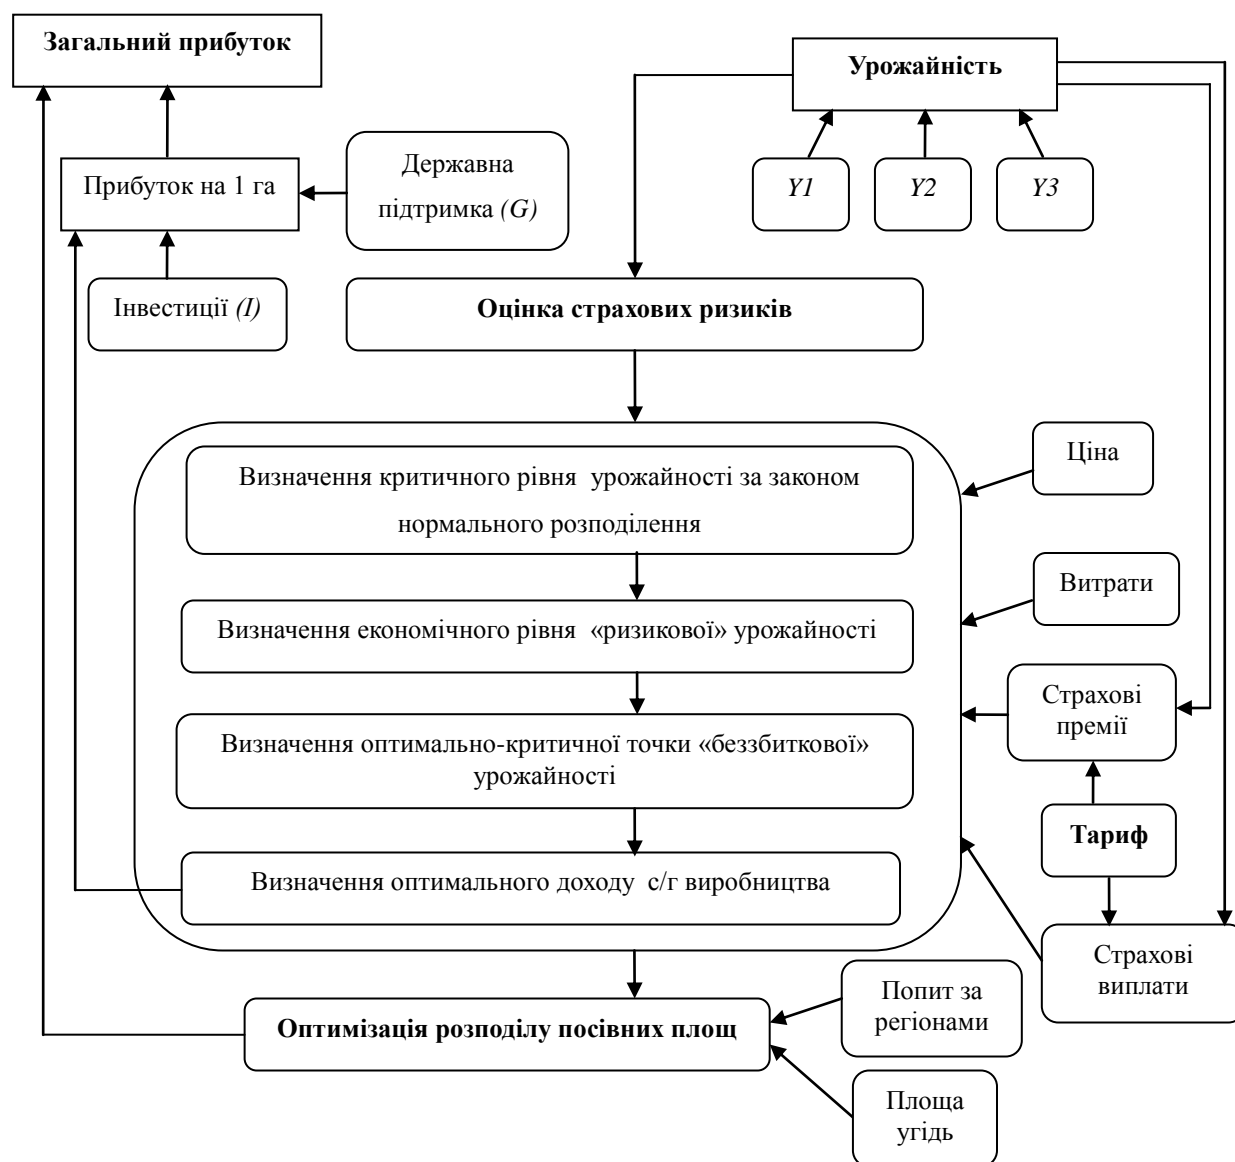 Загальний прибуток
Урожайність
Прибуток на 1 га
Державна
підтримка (G)
Y1
Y2
Y3
Інвестиції (I)
Оцінка страхових ризиків
Визначення критичного рівня урожайності за законом
нормального розподілення
Ціна
Визначення економічного рівня «ризикової» урожайності
Витрати
Визначення оптимально-критичної точки «беззбиткової»
урожайності
Страхові
премії
Тариф
Визначення оптимального доходу с/г виробництва
Страхові
виплати
Оптимізація розподілу посівних площ
Попит за
регіонами
Площа
угідь